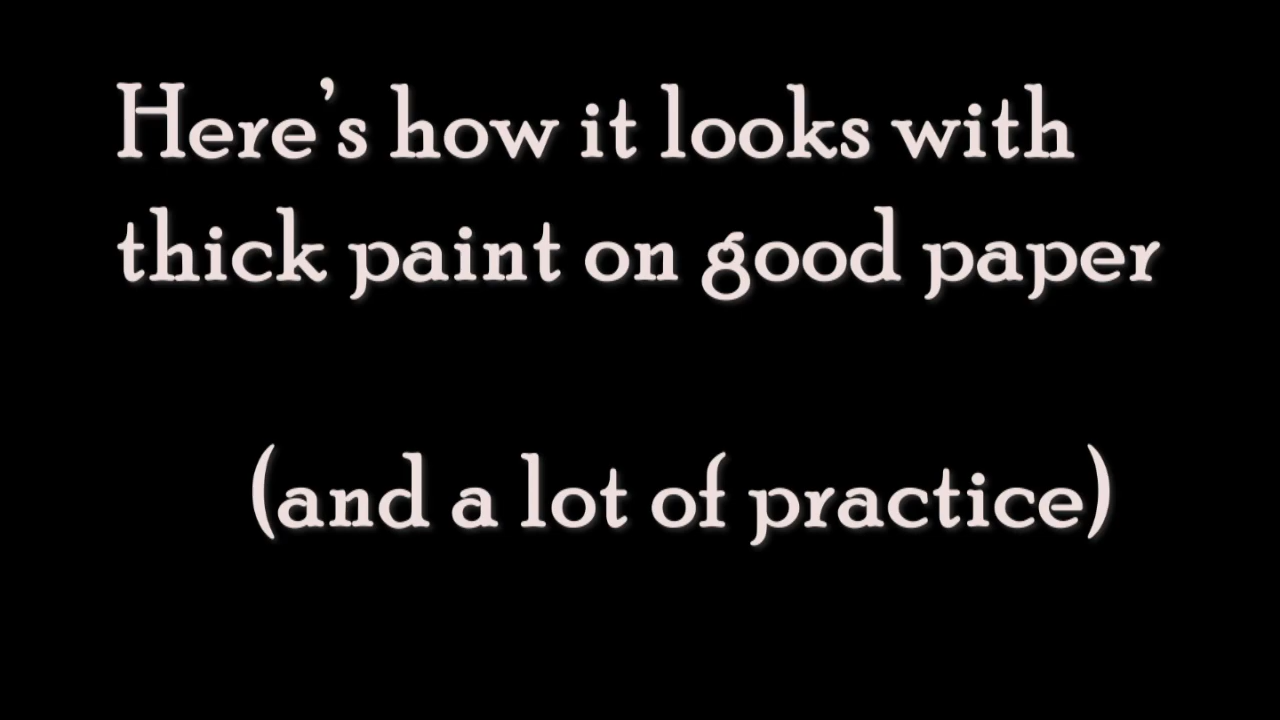 Here’s how it looks with
thick paint on good paper
(and a lot of practice)